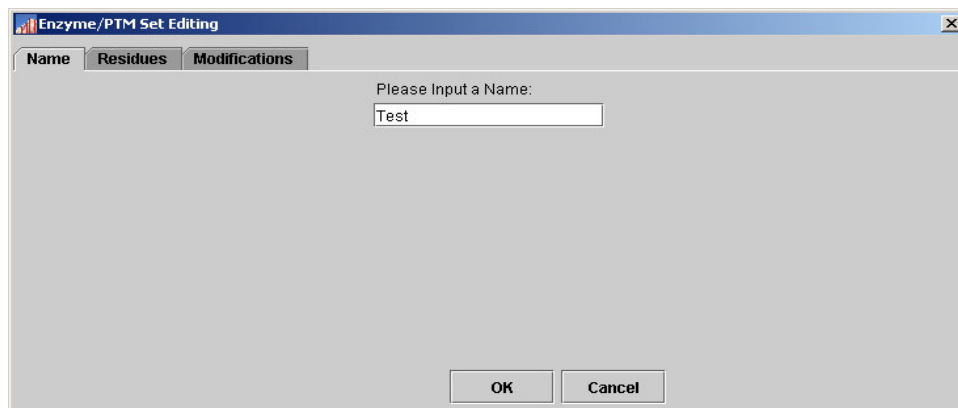 Enzyme/PTM Set Editing
Name Residues Modifications
Please Input a Name:
Test
OK Cancel